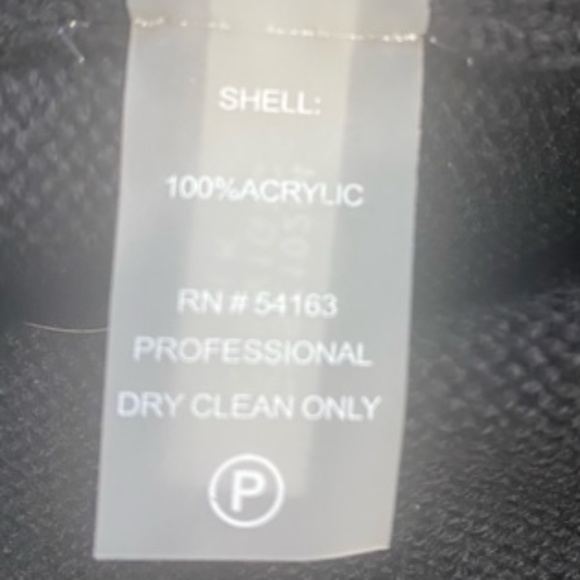 SHELL:
100%ACRYLIC
RN # 54163
PROFESSIONAL
DRY CLEAN ONLY
P